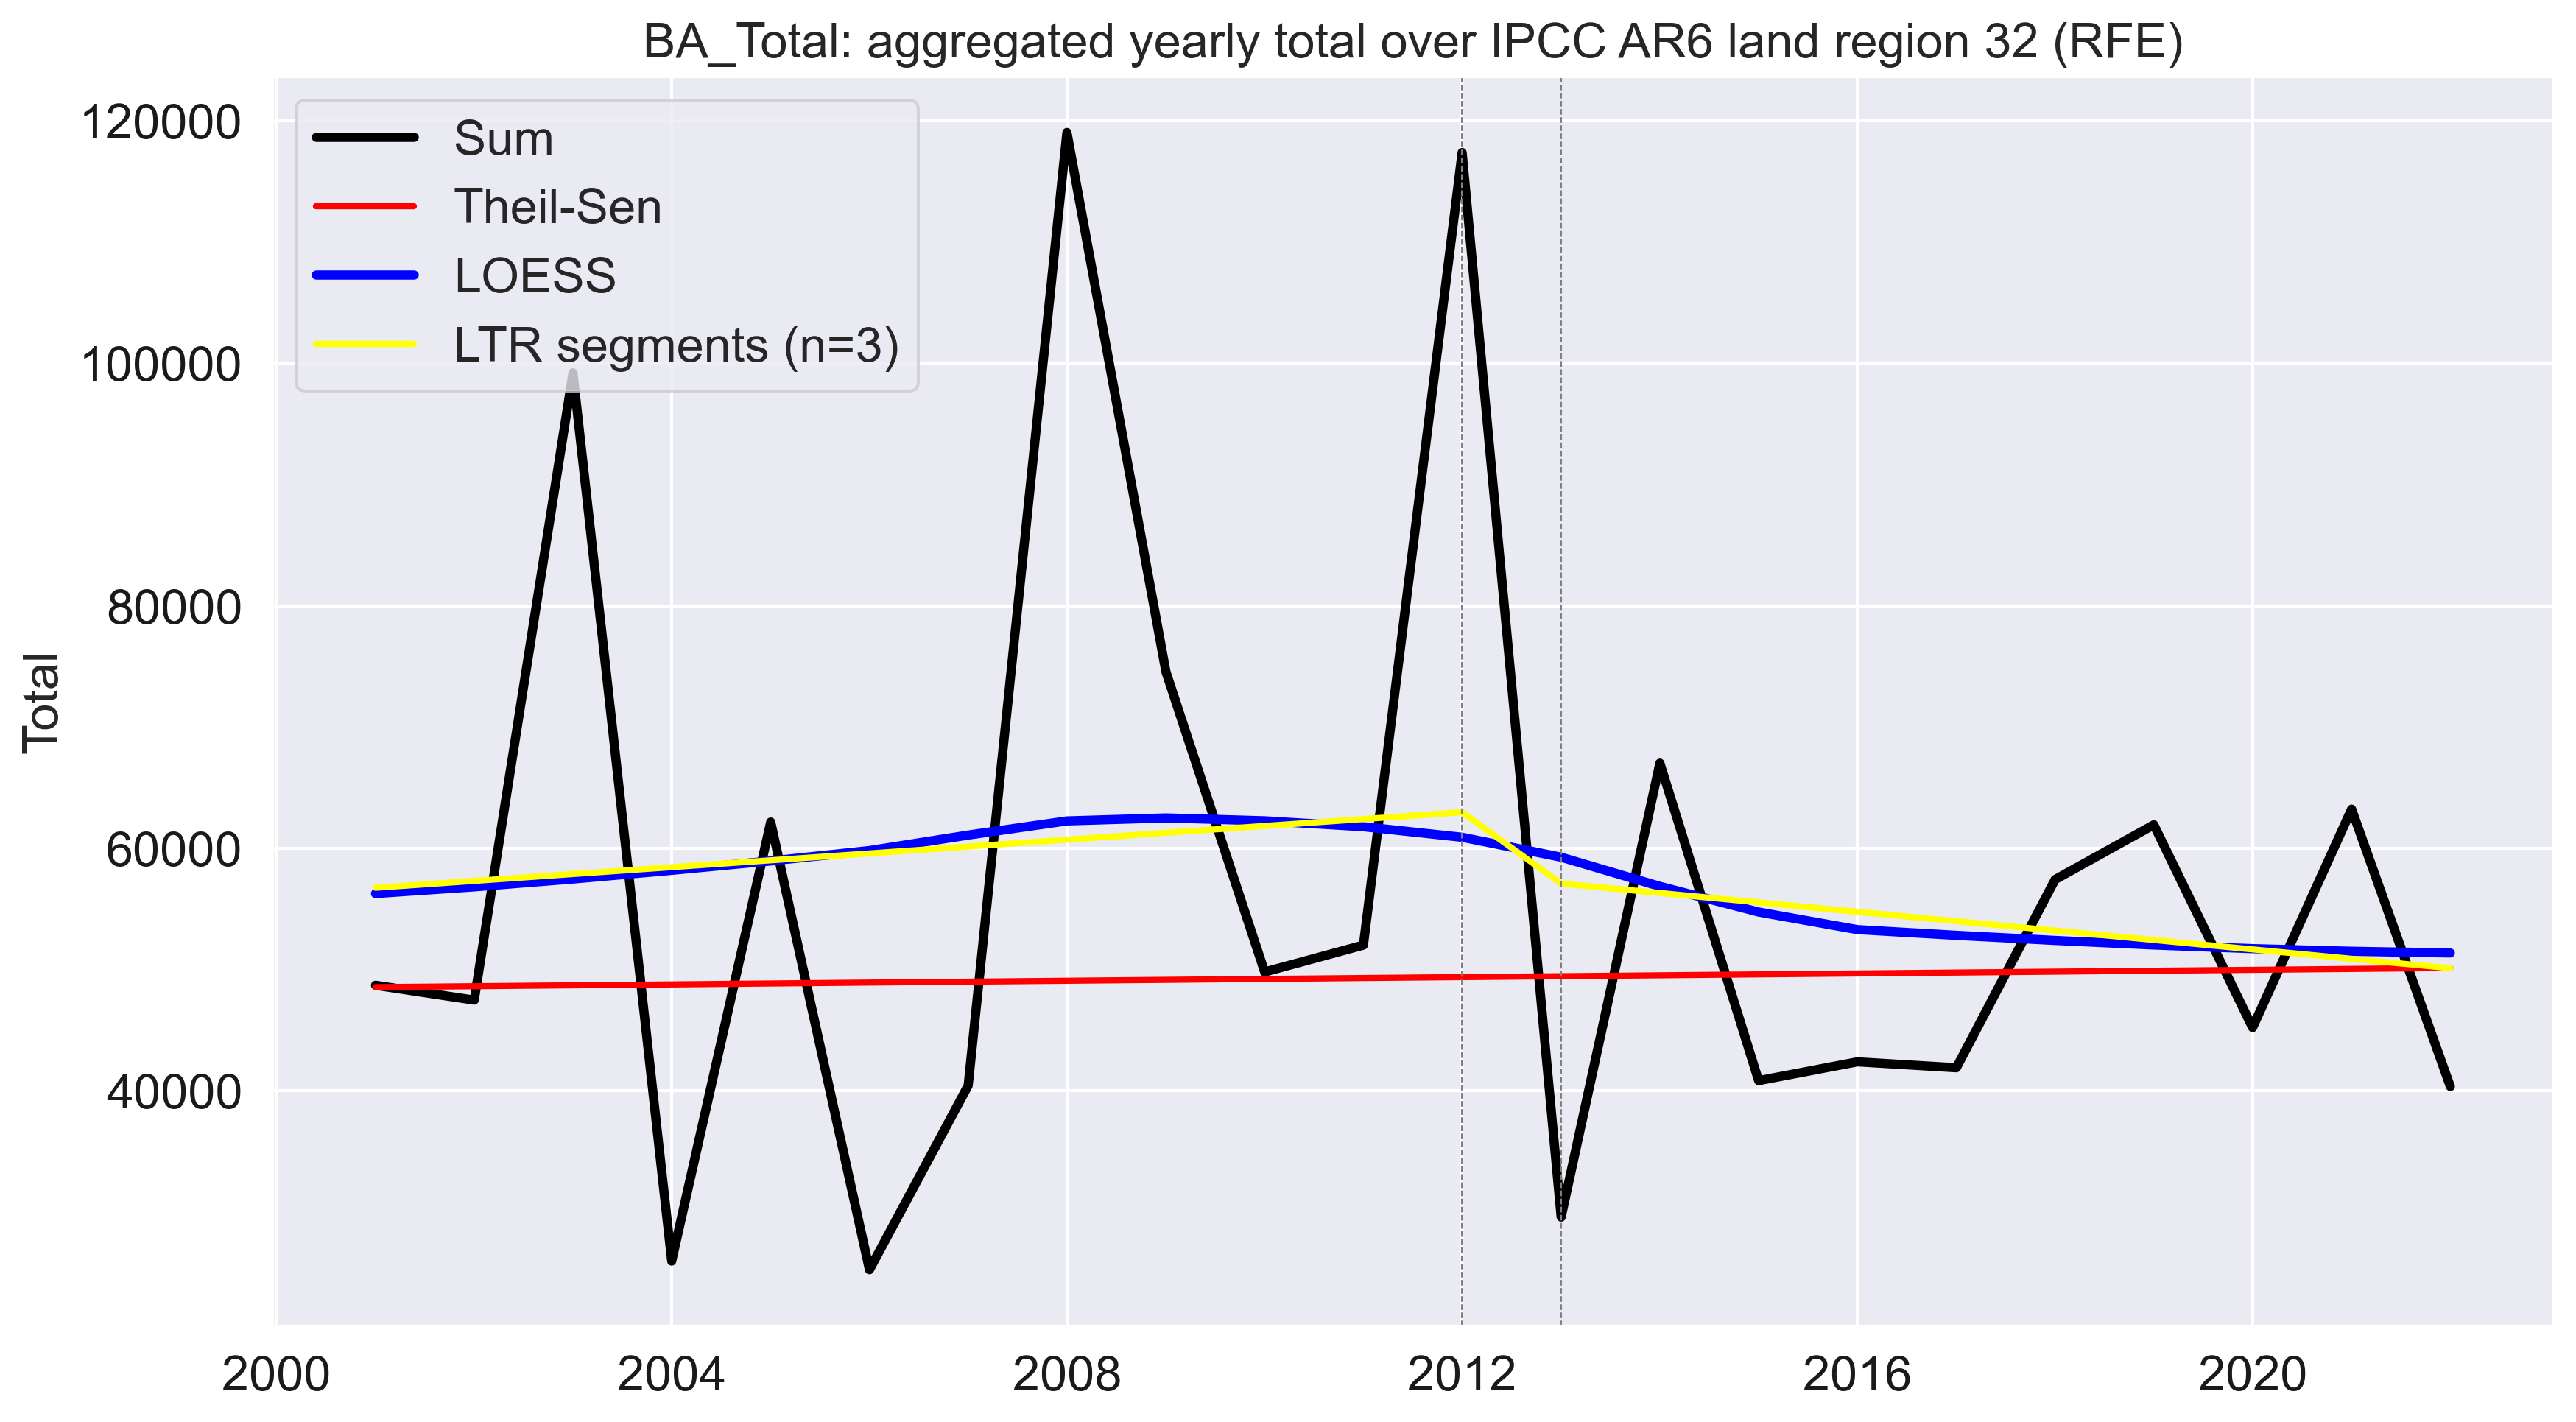 BA_Total: aggregated yearly total over IPCC AR6 land region 32 (RFE)
120000
100000
80000
60000
40000
Total
Sum
Theil-Sen
LOESS
LTR segments (n=3)
2000
2004
2008
2012
2016
2020